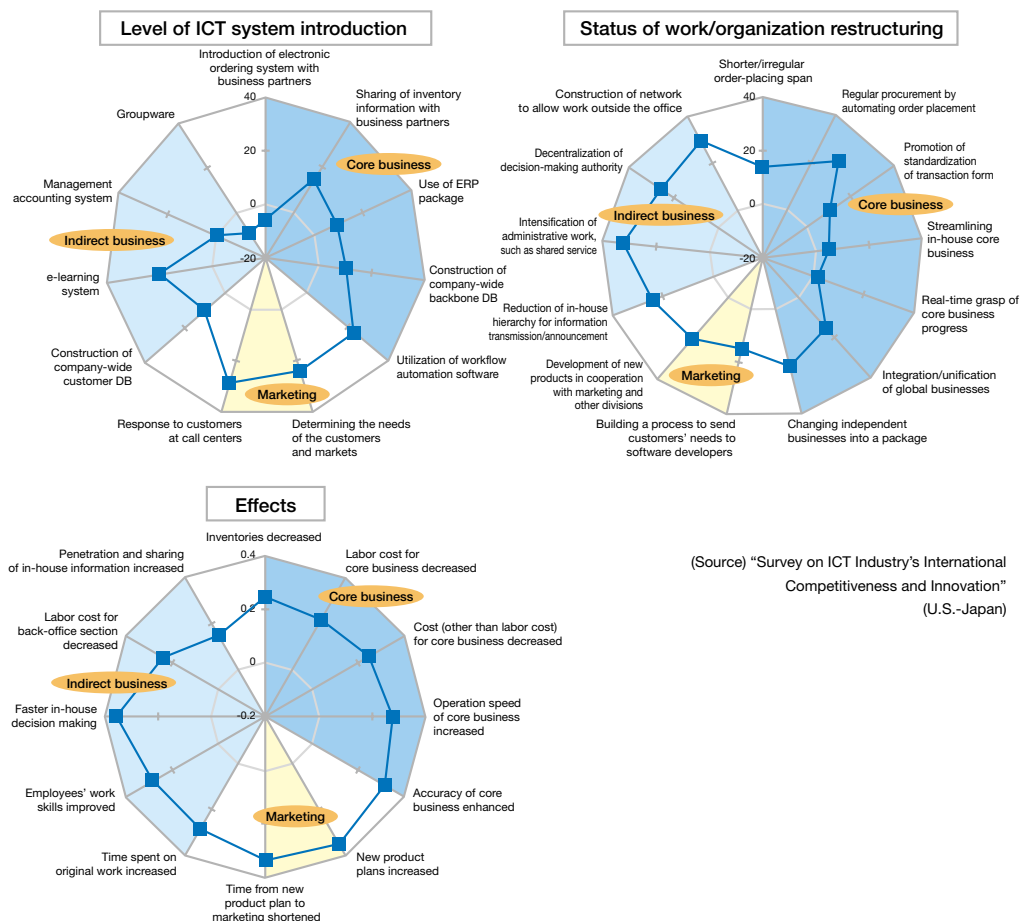 Level of ICT system introduction
Introduction of electronic
ordering system with
business partners
Sharing of inventory
information with
business partners
Use of ERP
package
Construction of
company-wide
backbone DB
Utilization of workflow
automation software
Determining the needs
of the customers
and markets
Response to customers
at call centers
Construction of
company-wide
customer DB
e-learning
system
Management
accounting system
Groupware
40
20
0
-20
Core business
Indirect business
Marketing
Status of work/organization restructuring
Shorter/irregular
order-placing span
Regular procurement by
automating order placement
Promotion of
standardization
of transaction form
Streamlining
in-house core
business
Real-time grasp of
core business
progress
Integration/unification
of global businesses
Changing independent
businesses into a package
Building a process to send
customers' needs to
software developers
Development of new
products in cooperation
with marketing and
other divisions
Reduction of in-house
hierarchy for information
transmission/announcement
Intensification of
administrative work,
such as shared service
Decentralization of
decision-making authority
Construction of network
to allow work outside the office
40
20
0
-20
Core business
Indirect business
Marketing
Effects
Inventories decreased
Labor cost for
core business decreased
Cost (other than labor cost)
for core business decreased
Operation speed
of core business
increased
Accuracy of core
business enhanced
New product
plans increased
Time from new
product plan to
marketing shortened
Time spent on
original work increased
Employees' work
skills improved
Faster in-house
decision making
Labor cost for
back-office section
decreased
Penetration and sharing
of in-house information increased
0.4
0.2
0
-0.2
Core business
Indirect business
Marketing
(Source) “Survey on ICT Industry's International
Competitiveness and Innovation”
(U.S.-Japan)